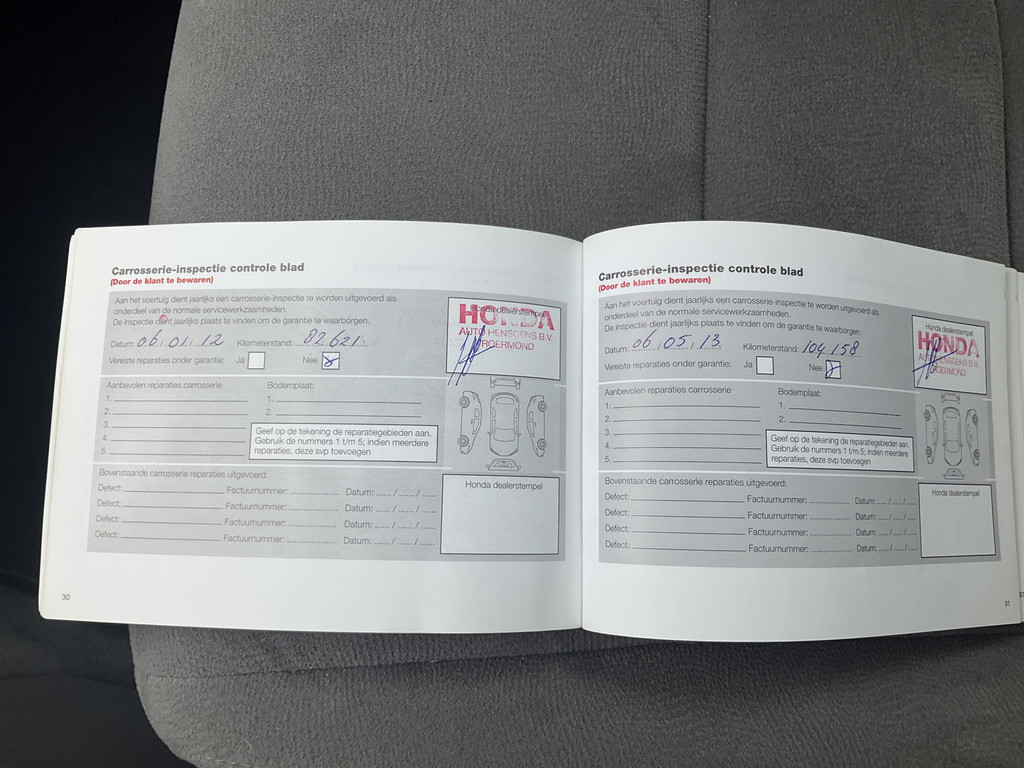 Carrosserie-inspectie controle blad
(Door de klant te bewaren)
Aan het voertuig dient jaarlijks een carrosserie-inspectie te worden uitgevoerd als
onderdeel van de normale servicewerkzaamheden.
De inspectie dient jaarlijks plaats te vinden om de garantie te waarborgen.
Datum: 06, 01, 12 Kilometerstand: 82621
Vereiste reparaties onder garantie: Ja Nee
Honda dealerstempel
HONDA
AUTO HENSGENS B.V.
ROERMOND
Aanbevolen reparaties carrosserie Bodemplaat:
1. 1.
2. 2.
3.
4.
5.
Geef op de tekening de reparatiegebieden aan.
Gebruik de nummers 1 t/m 5; indien meerdere
reparaties, deze svp toevoegen
Bovenstaande carrosserie reparaties uitgevoerd:
Defect: Factuurnummer: Datum: ...... / ...... / ......
Defect: Factuurnummer: Datum: ...... / ...... / ......
Defect: Factuurnummer: Datum: ...... / ...... / ......
Defect: Factuurnummer: Datum: ...... / ...... / ......
Honda dealerstempel
30
Carrosserie-inspectie controle blad
(Door de klant te bewaren)
Aan het voertuig dient jaarlijks een carrosserie-inspectie te worden uitgevoerd als
onderdeel van de normale servicewerkzaamheden.
De inspectie dient jaarlijks plaats te vinden om de garantie te waarborgen.
Datum: 06, 05, 13 Kilometerstand: 104158
Vereiste reparaties onder garantie: Ja Nee
Honda dealerstempel
HONDA
AUTO HENSGENS B.V.
ROERMOND
Aanbevolen reparaties carrosserie Bodemplaat:
1. 1.
2. 2.
3.
4.
5.
Geef op de tekening de reparatiegebieden aan.
Gebruik de nummers 1 t/m 5; indien meerdere
reparaties, deze svp toevoegen
Bovenstaande carrosserie reparaties uitgevoerd:
Defect: Factuurnummer: Datum: ...... / ...... / ......
Defect: Factuurnummer: Datum: ...... / ...... / ......
Defect: Factuurnummer: Datum: ...... / ...... / ......
Defect: Factuurnummer: Datum: ...... / ...... / ......
Honda dealerstempel
31